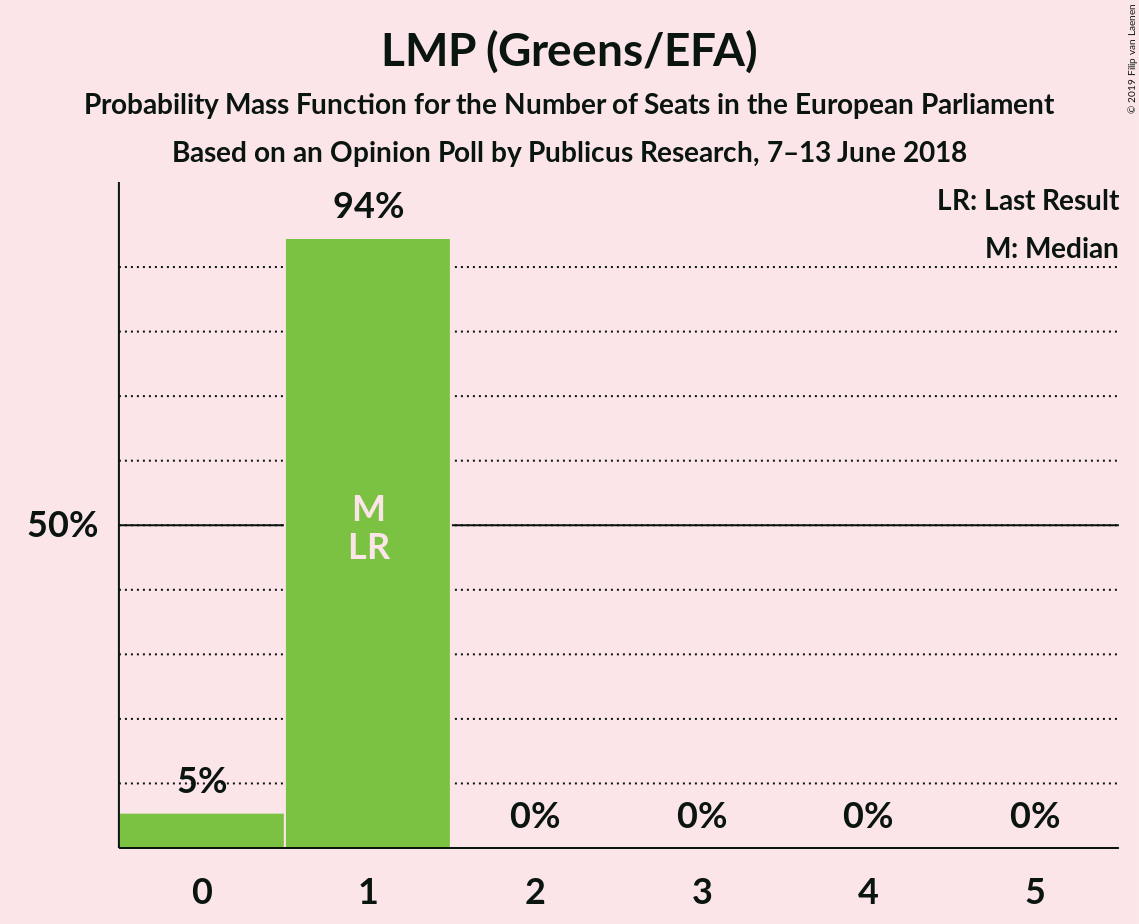 LMP (Greens/EFA)
Probability Mass Function for the Number of Seats in the European Parliament
Based on an Opinion Poll by Publicus Research, 7–13 June 2018
© 2019 Filip van Laenen
LR: Last Result
M: Median
94%
M
LR
50%
5%
0%
0%
0%
0%
0
1
2
3
4
5